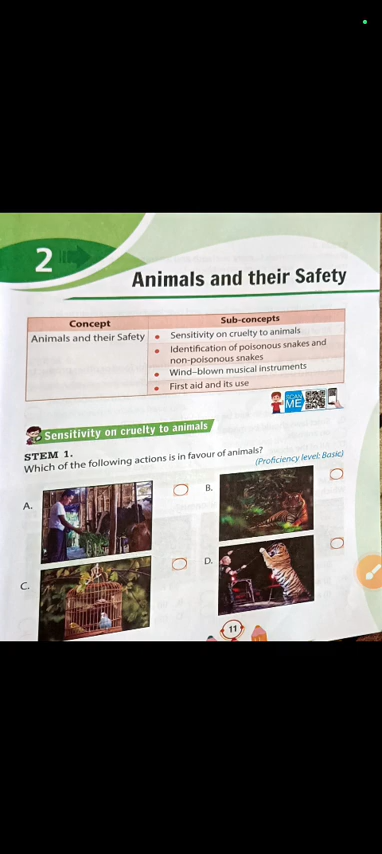 2
Animals and their Safety
Concept
Sub-concepts
Animals and their Safety
• Sensitivity on cruelty to animals
• Identification of poisonous snakes and
non-poisonous snakes
• Wind–blown musical instruments
• First aid and its use
SCAN
ME
Sensitivity on cruelty to animals
STEM 1.
(Proficiency level: Basic)
Which of the following actions is in favour of animals?
A.
B.
C.
D.
11